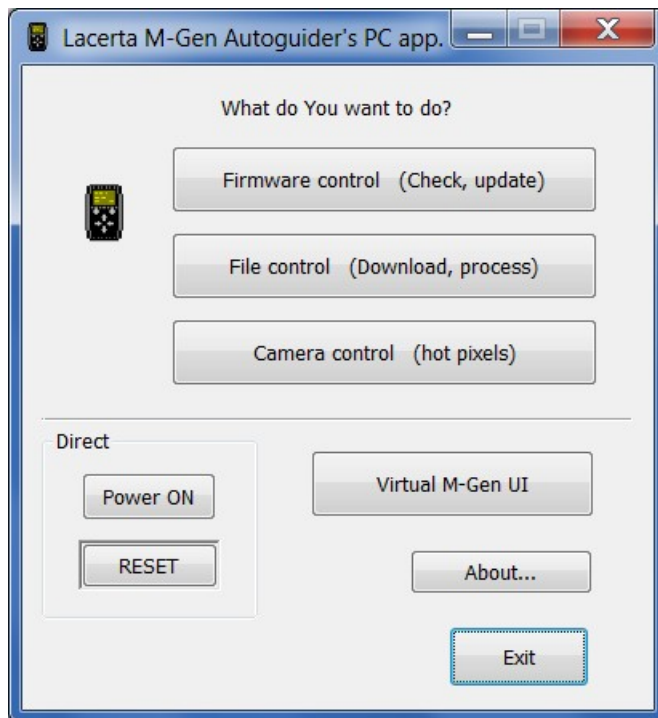 Lacerta M-Gen Autoguider's PC app.
What do You want to do?
Firmware control (Check, update)
File control (Download, process)
Camera control (hot pixels)
Direct
Power ON
Virtual M-Gen UI
RESET
About...
Exit